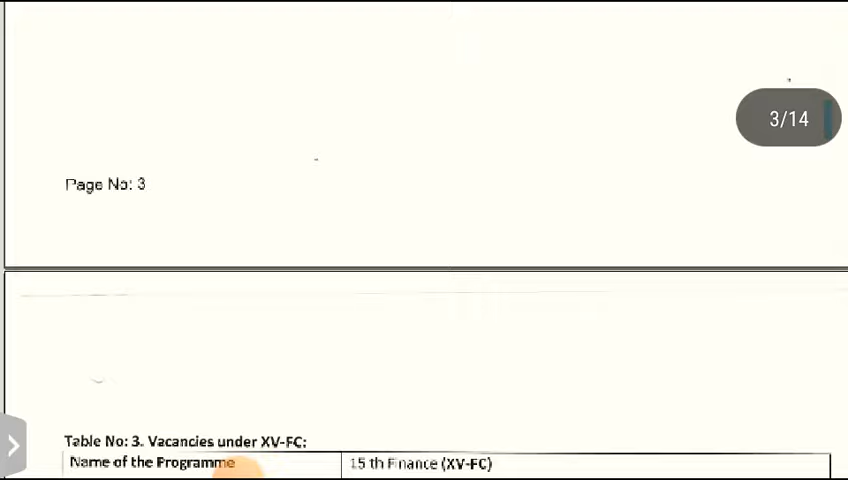 3/14
Page No: 3
Table No: 3. Vacancies under XV-FC:
Name of the Programme 15 th Finance (XV-FC)